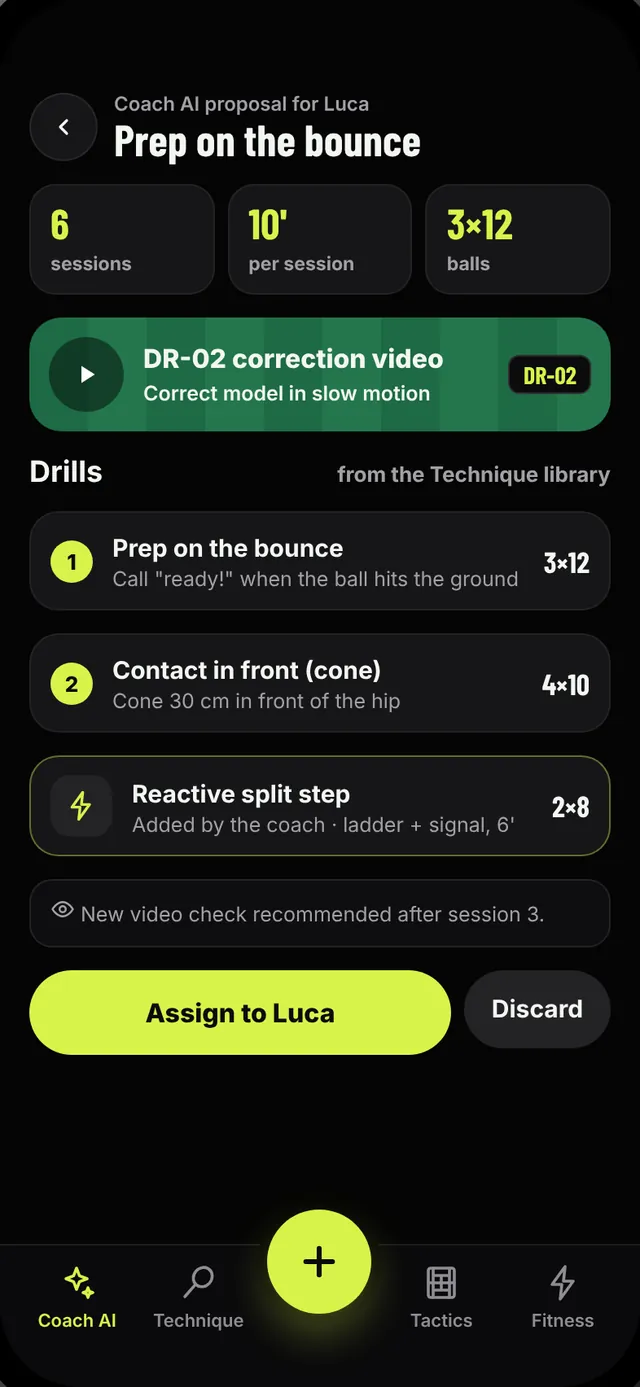 Coach AI proposal for Luca
Prep on the bounce
6
sessions
10'
per session
3×12
balls
DR-02 correction video
Correct model in slow motion
DR-02
Drills
from the Technique library
1
Prep on the bounce
Call "ready!" when the ball hits the ground
3×12
2
Contact in front (cone)
Cone 30 cm in front of the hip
4×10
Reactive split step
Added by the coach · ladder + signal, 6'
2×8
New video check recommended after session 3.
Assign to Luca
Discard
Coach AI
Technique
Tactics
Fitness